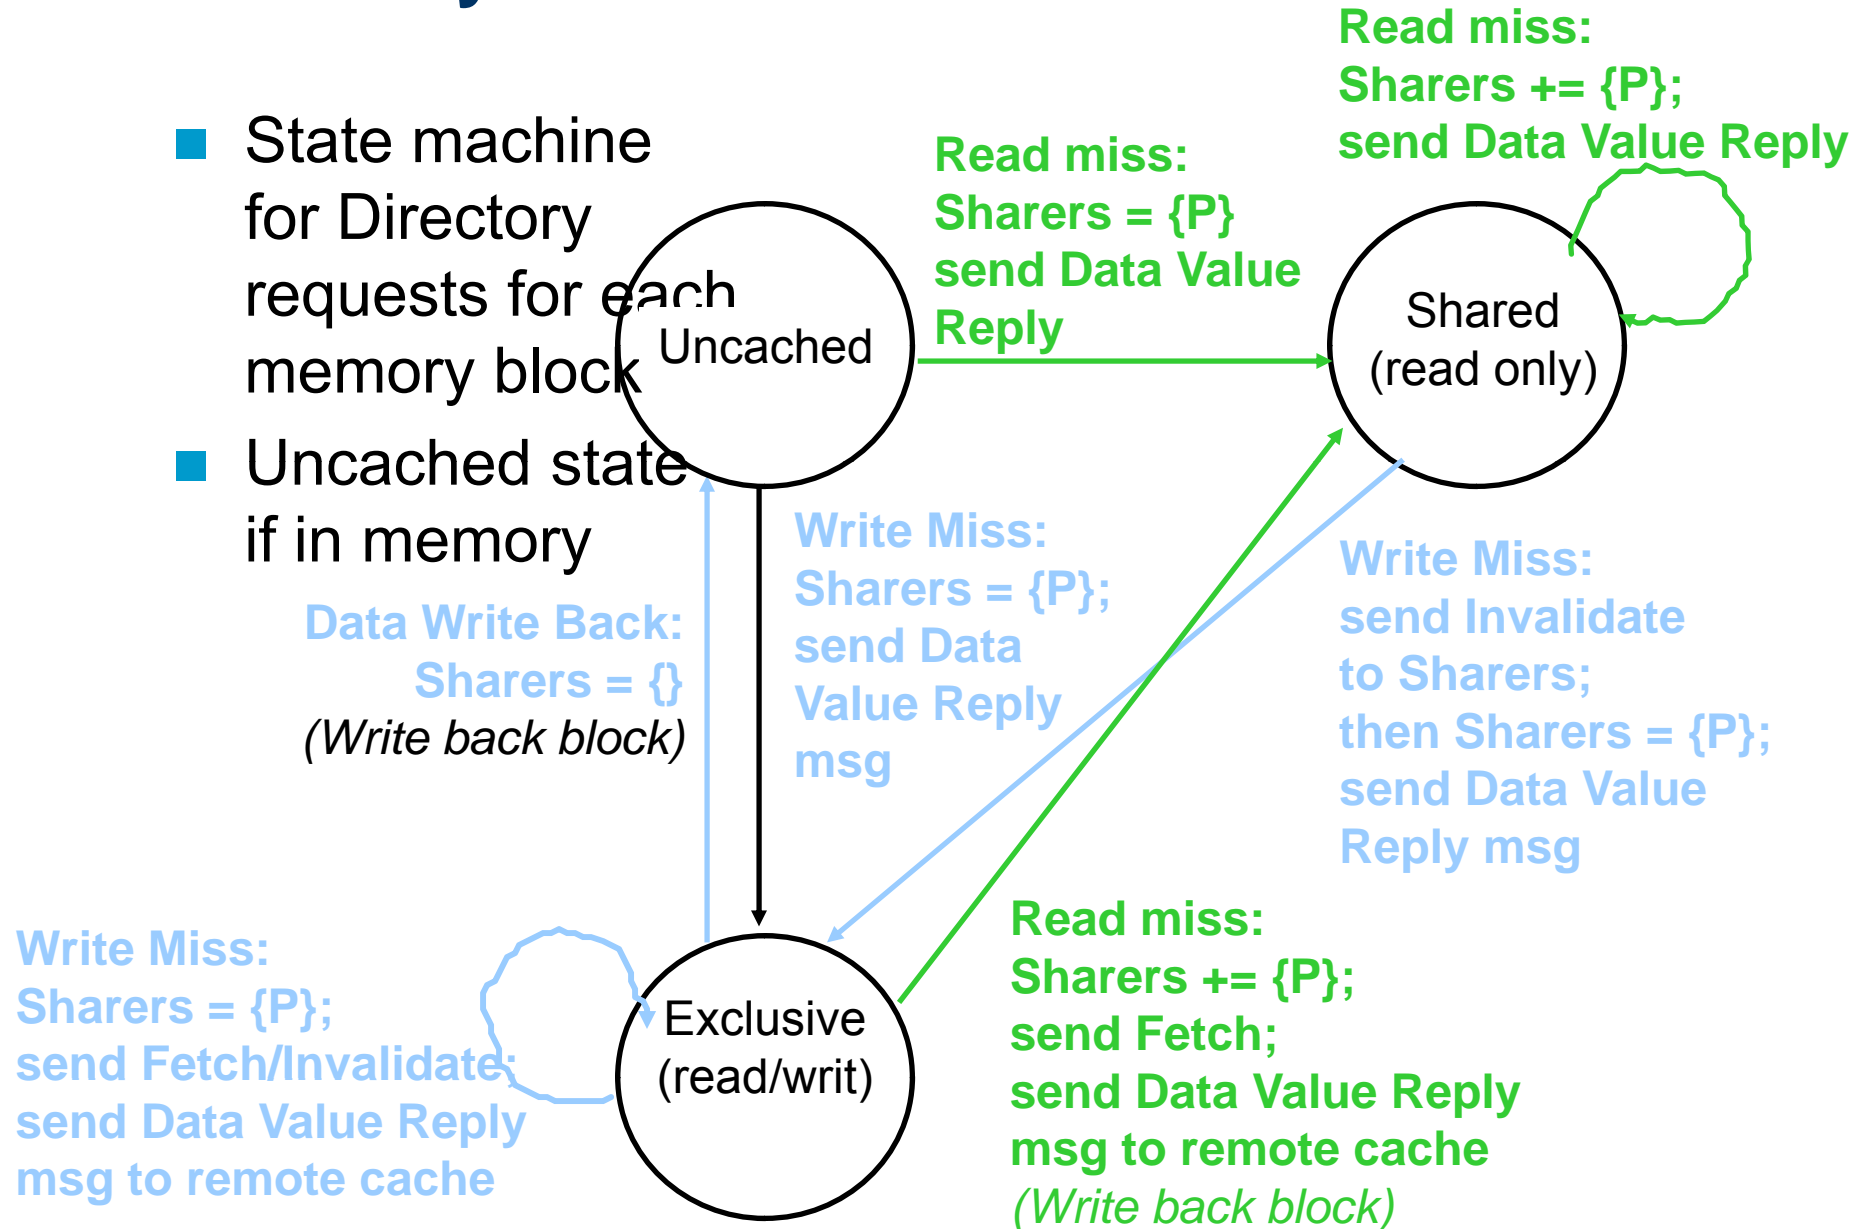 State machine
for Directory
requests for each
memory block
Uncached state
if in memory
Read miss:
Sharers = {P}
send Data Value
Reply
Read miss:
Sharers += {P};
send Data Value Reply
Uncached
Shared
(read only)
Data Write Back:
Sharers = {}
(Write back block)
Write Miss:
Sharers = {P};
send Data
Value Reply
msg
Write Miss:
send Invalidate
to Sharers;
then Sharers = {P};
send Data Value
Reply msg
Write Miss:
Sharers = {P};
send Fetch/Invalidate;
send Data Value Reply
msg to remote cache
Exclusive
(read/writ)
Read miss:
Sharers += {P};
send Fetch;
send Data Value Reply
msg to remote cache
(Write back block)